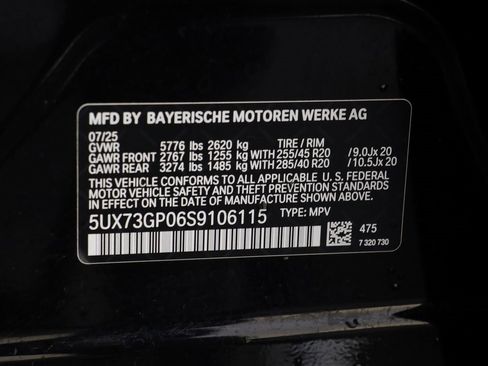 MFD BY BAYERISCHE MOTOREN WERKE AG
07/25
GVWR 5776 lbs 2620 kg TIRE / RIM
GAWR FRONT 2767 lbs 1255 kg WITH 255/45 R20 /9.0Jx 20
GAWR REAR 3274 lbs 1485 kg WITH 285/40 R20 /10.5Jx 20
THIS VEHICLE CONFORMS TO ALL APPLICABLE U. S. FEDERAL
MOTOR VEHICLE SAFETY AND THEFT PREVENTION STANDARDS
IN EFFECT ON THE DATE OF MANUFACTURE SHOWN ABOVE.
5UX73GP06S9106115 TYPE: MPV
475
7 320 730